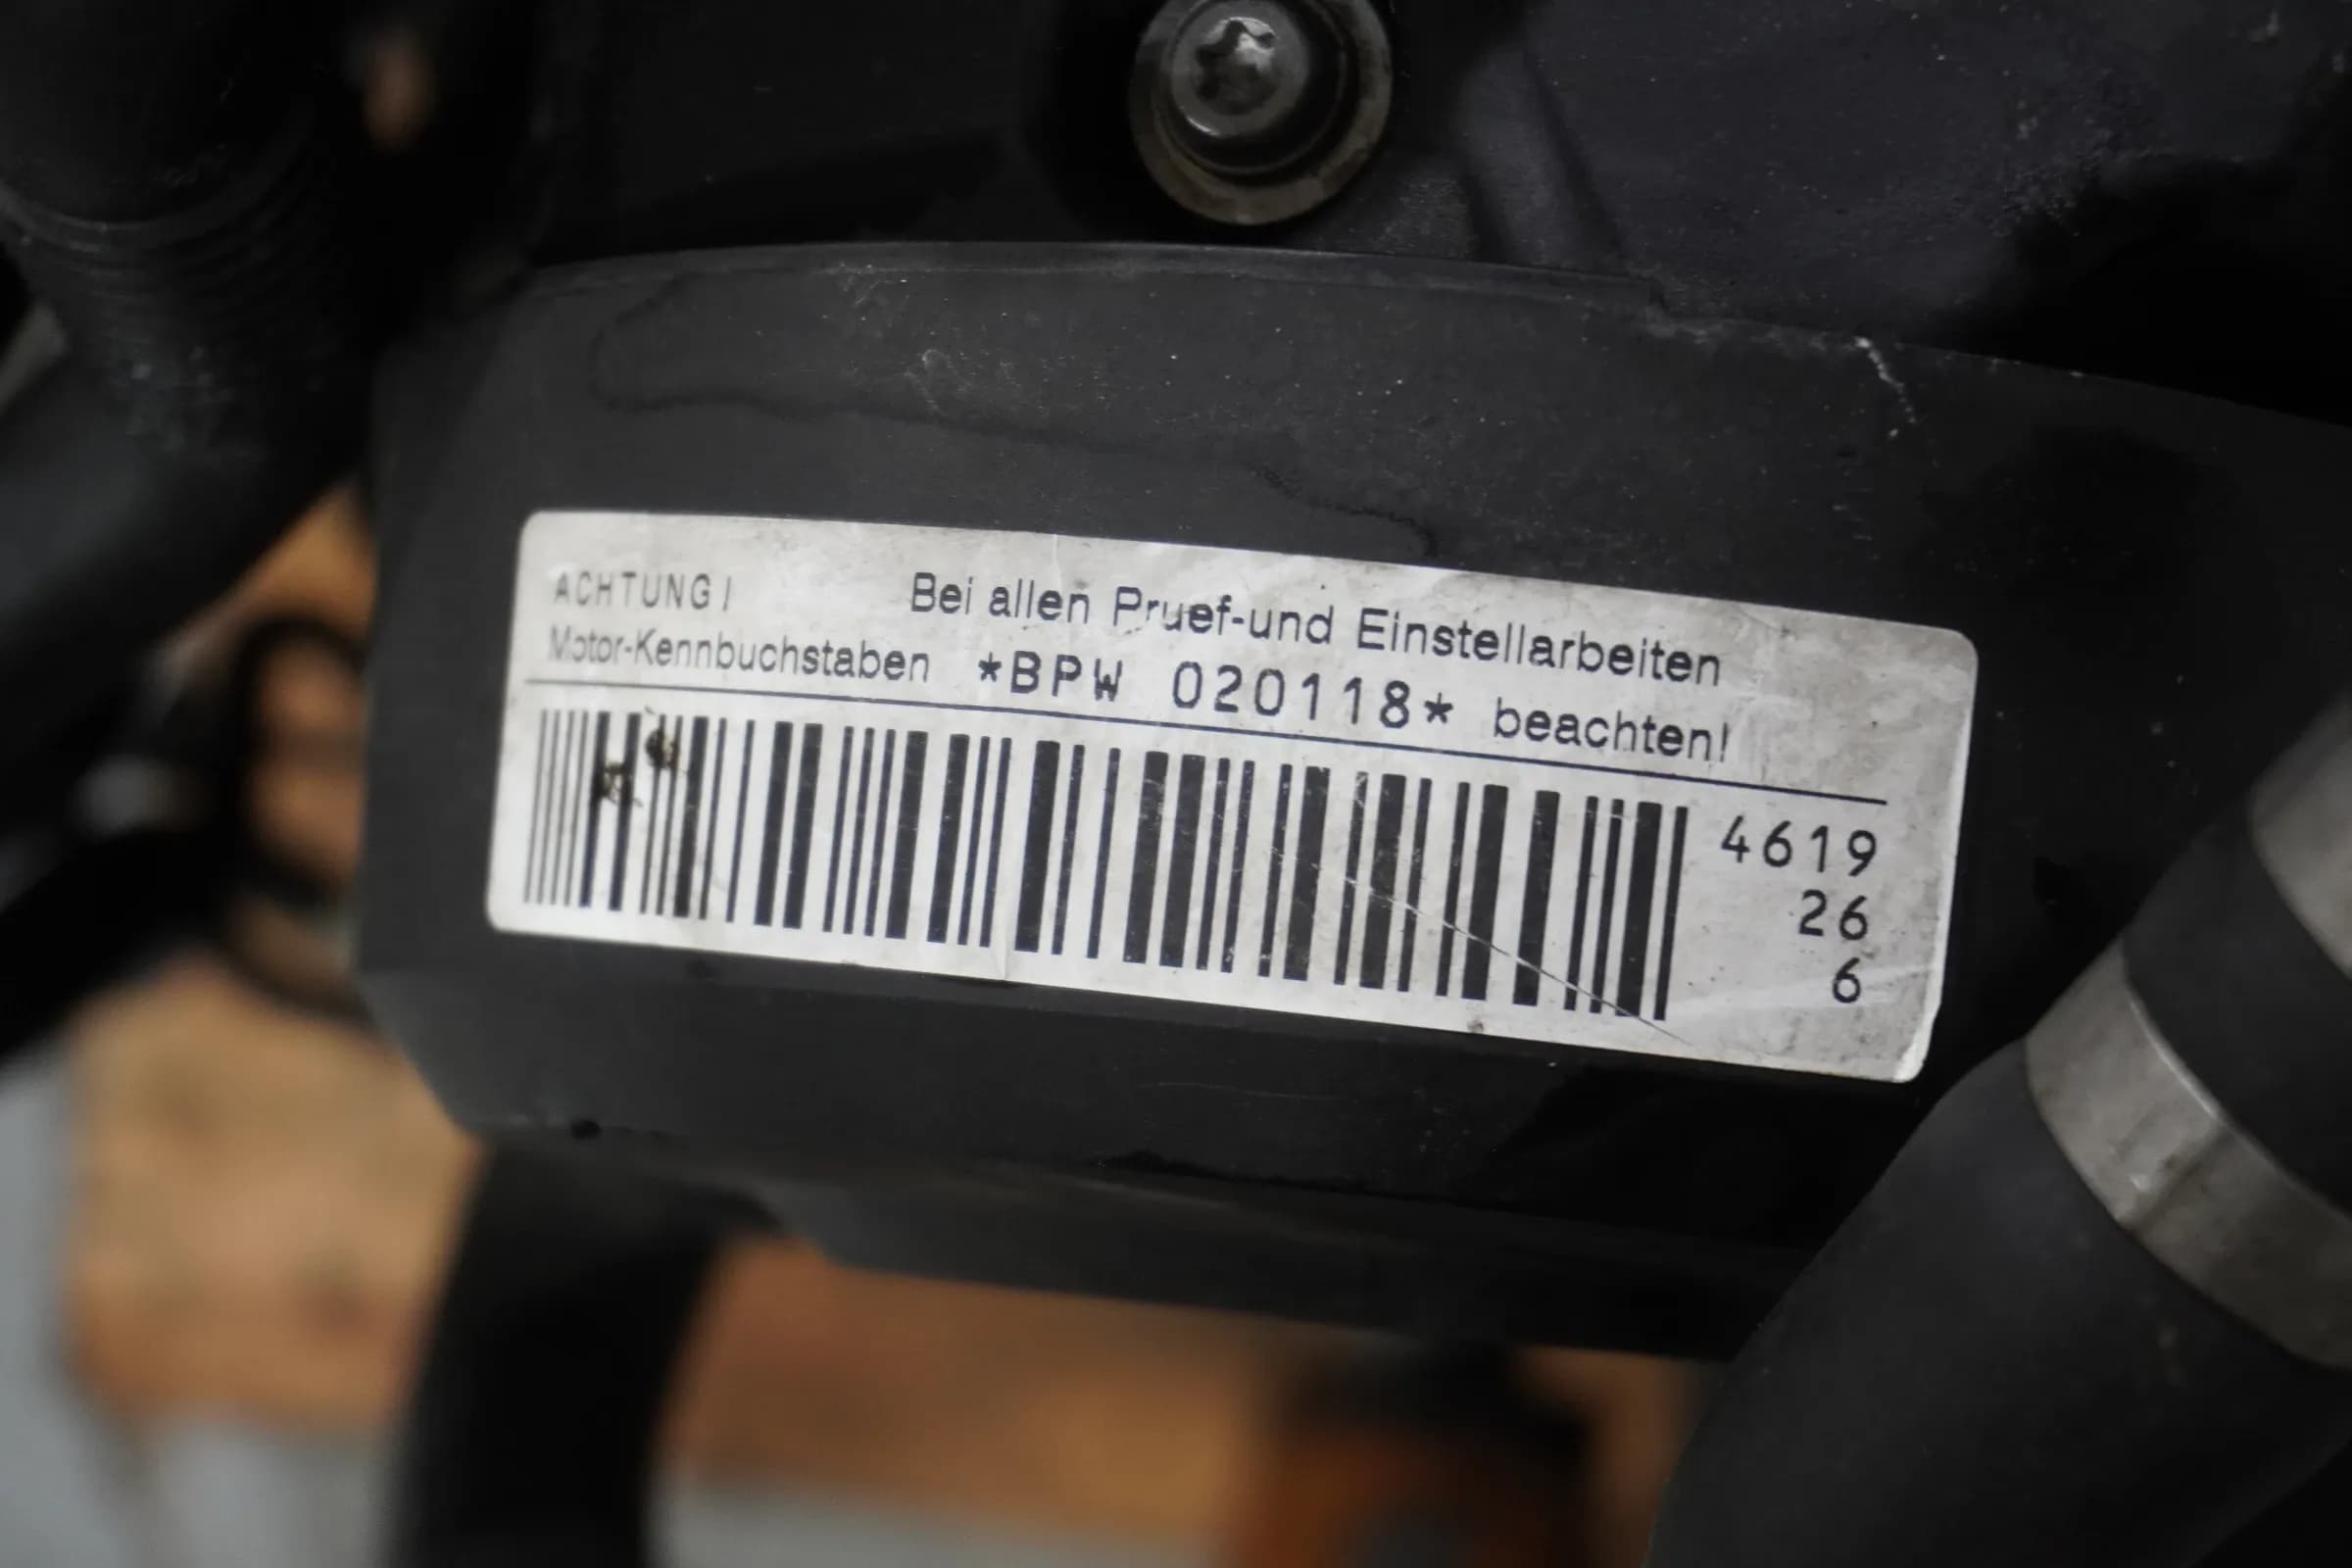 ACHTUNG! Bei allen Pruef-und Einstellarbeiten
Motor-Kennbuchstaben *BPW 020118* beachten!
4619
26
6